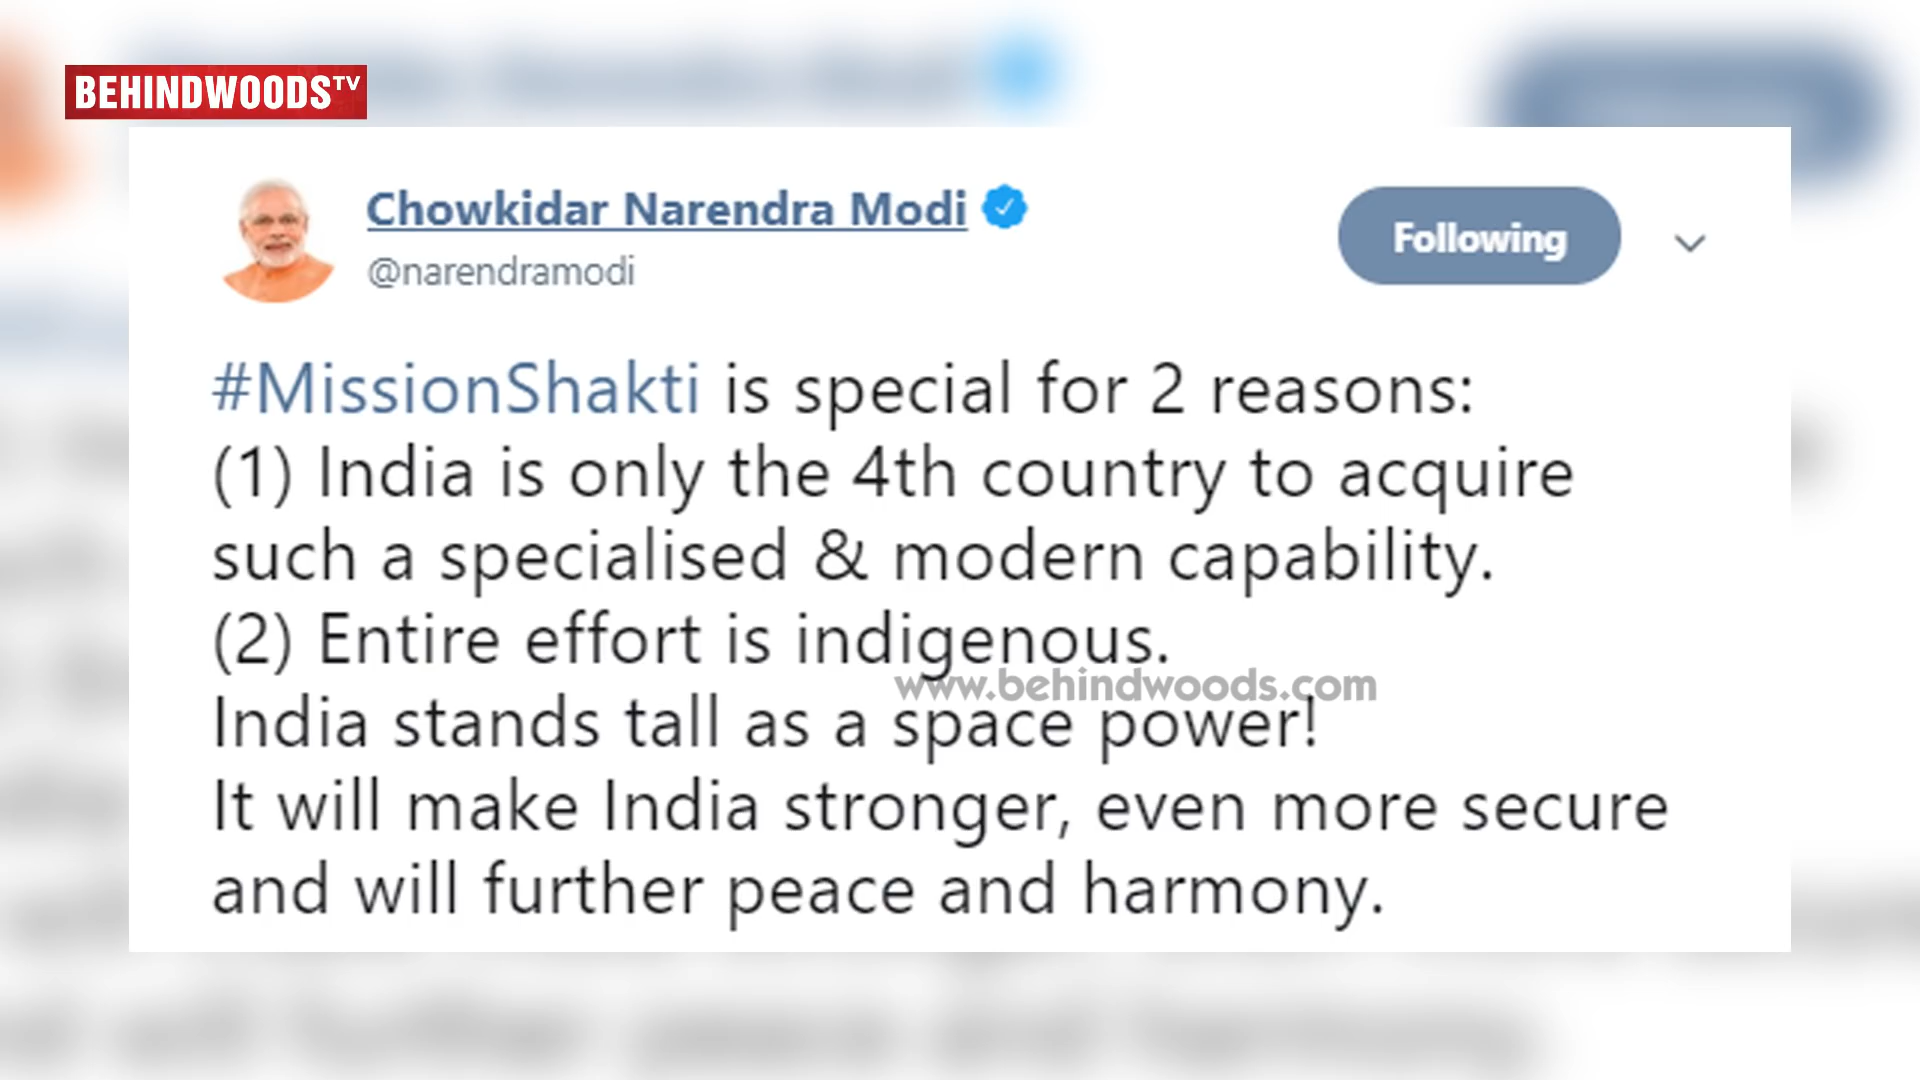 BEHINDWOODSTV
Chowkidar Narendra Modi
@narendramodi
Following
#MissionShakti is special for 2 reasons:
(1) India is only the 4th country to acquire
such a specialised & modern capability.
(2) Entire effort is indigenous.
www.behindwoods.com
India stands tall as a space power!
It will make India stronger, even more secure
and will further peace and harmony.